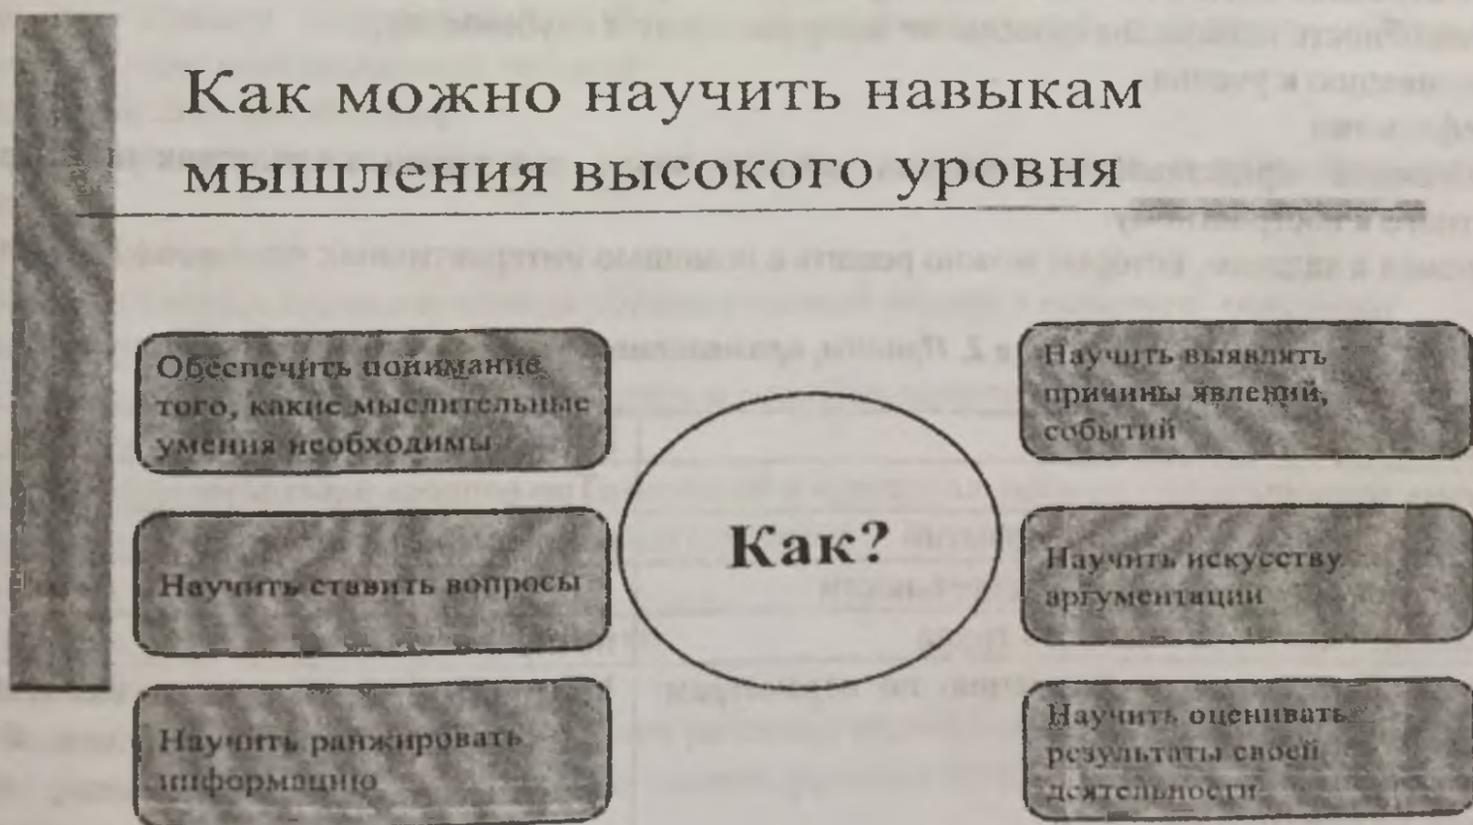 Как можно научить навыкам
мышления высокого уровня
Обеспечить понимание
того, какие мыслительные
умения необходимы
Научить ставить вопросы
Научить ранжировать
информацию
Как?
Научить выявлять
причины явлений,
событий
Научить искусству
аргументации
Научить оценивать
результаты своей
деятельности